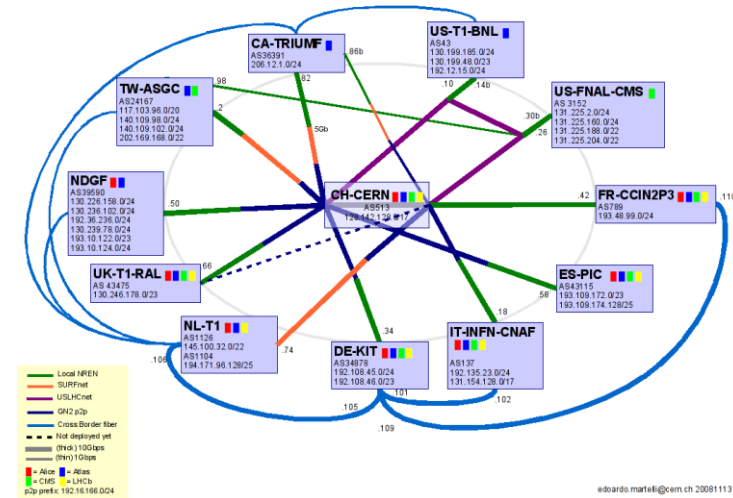 CA-TRIUMF
AS36391
206.12.1.0/24
US-T1-BNL
AS43
130.199.185.0/24
130.199.48.0/23
192.12.15.0/24
TW-ASGC
AS24167
117.103.96.0/20
140.109.98.0/24
140.109.102.0/24
202.169.168.0/22
US-FNAL-CMS
AS 3152
131.225.2.0/24
131.225.160.0/24
131.225.188.0/22
131.225.204.0/22
.86b
.98
.82
.10
.14b
.30b
.26
.2
5Gb
NDGF
AS39590
130.226.158.0/24
130.236.102.0/24
192.36.236.0/24
130.239.78.0/24
193.10.122.0/23
193.10.124.0/24
.50
CH-CERN
AS513
128.142.128.0/17
.42
FR-CCIN2P3
AS789
193.48.99.0/24
UK-T1-RAL
AS 43475
130.246.178.0/23
.66
ES-PIC
AS43115
193.109.172.0/23
193.109.174.128/25
.58
NL-T1
AS1126
145.100.32.0/22
AS1104
194.171.96.128/25
.74
.106
DE-KIT
AS34878
192.108.45.0/24
192.108.46.0/23
.34
.101
IT-INFN-CNAF
AS137
192.135.23.0/24
131.154.128.0/17
.18
.102
.105
.109
Local NREN
SURFnet
USLHCnet
GN2 p2p
Cross Border fiber
Not deployed yet
(thick) 10Gbps
(thin) 1Gbps
= Alice = Atlas
= CMS = LHCb
p2p prefix: 192.16.166.0/24
edoardo.martelli@cern.ch 20081113